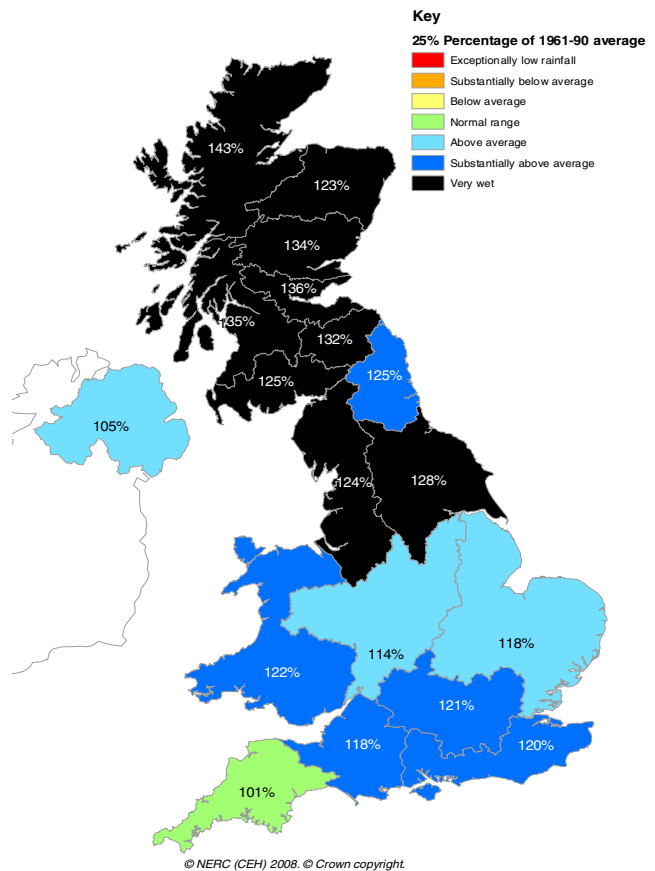 Key
25% Percentage of 1961-90 average
Exceptionally low rainfall
Substantially below average
Below average
Normal range
Above average
Substantially above average
Very wet
143%
123%
134%
136%
135%
132%
125%
125%
105%
124%
128%
118%
114%
122%
121%
118%
120%
101%
© NERC (CEH) 2008. © Crown copyright.